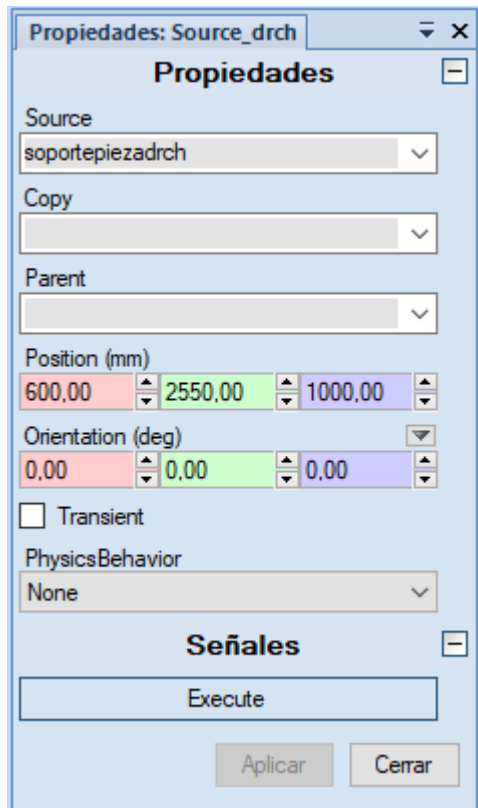 Propiedades: Source_drch
Propiedades
Source
soportepiezadrch
Copy
Parent
Position (mm)
600,00 2550,00 1000,00
Orientation (deg)
0,00 0,00 0,00
Transient
PhysicsBehavior
None
Señales
Execute
Aplicar Cerrar